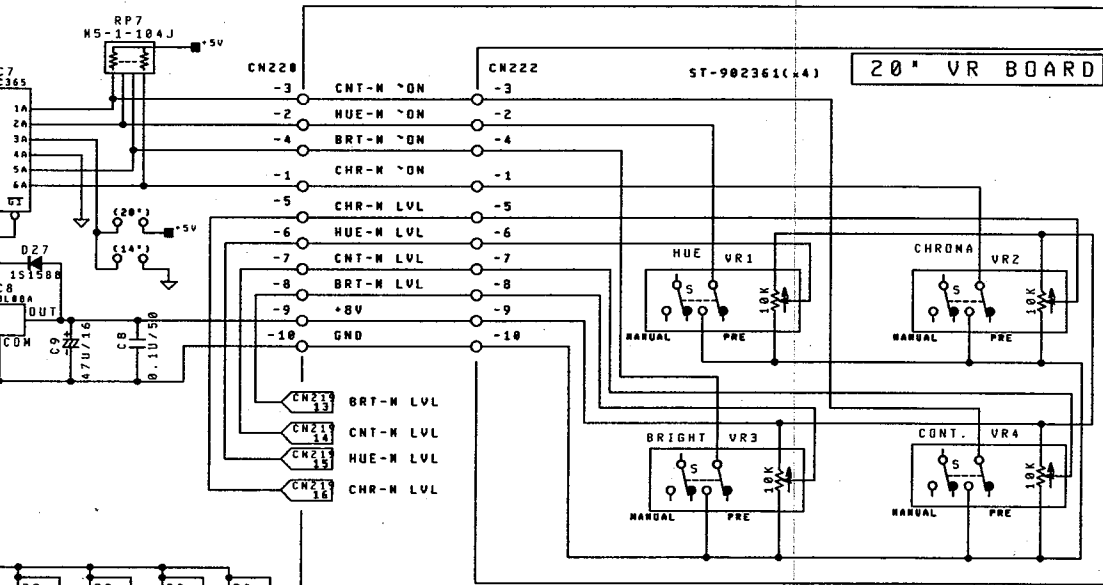 RP7
M5-1-104J
+5V
CN220
CN222
ST-902361(x4)
20" VR BOARD
1A
2A
3A
4A
5A
6A
G1
-3 CNT-M ~ON -3
-2 HUE-M ~ON -2
-4 BRT-M ~ON -4
-1 CHR-M ~ON -1
-5 CHR-M LVL -5
-6 HUE-M LVL -6
-7 CNT-M LVL -7
-8 BRT-M LVL -8
-9 +8V -9
-10 GND -10
(20")
+5V
(14")
D27
1S1588
OUT
COM
C9
47U/16
C8
0.1U/50
HUE VR1
S
10K
MANUAL PRE
CHROMA VR2
S
10K
MANUAL PRE
CN219
13 BRT-M LVL
CN219
14 CNT-M LVL
CN219
15 HUE-M LVL
CN219
16 CHR-M LVL
BRIGHT VR3
S
10K
MANUAL PRE
CONT. VR4
S
10K
MANUAL PRE